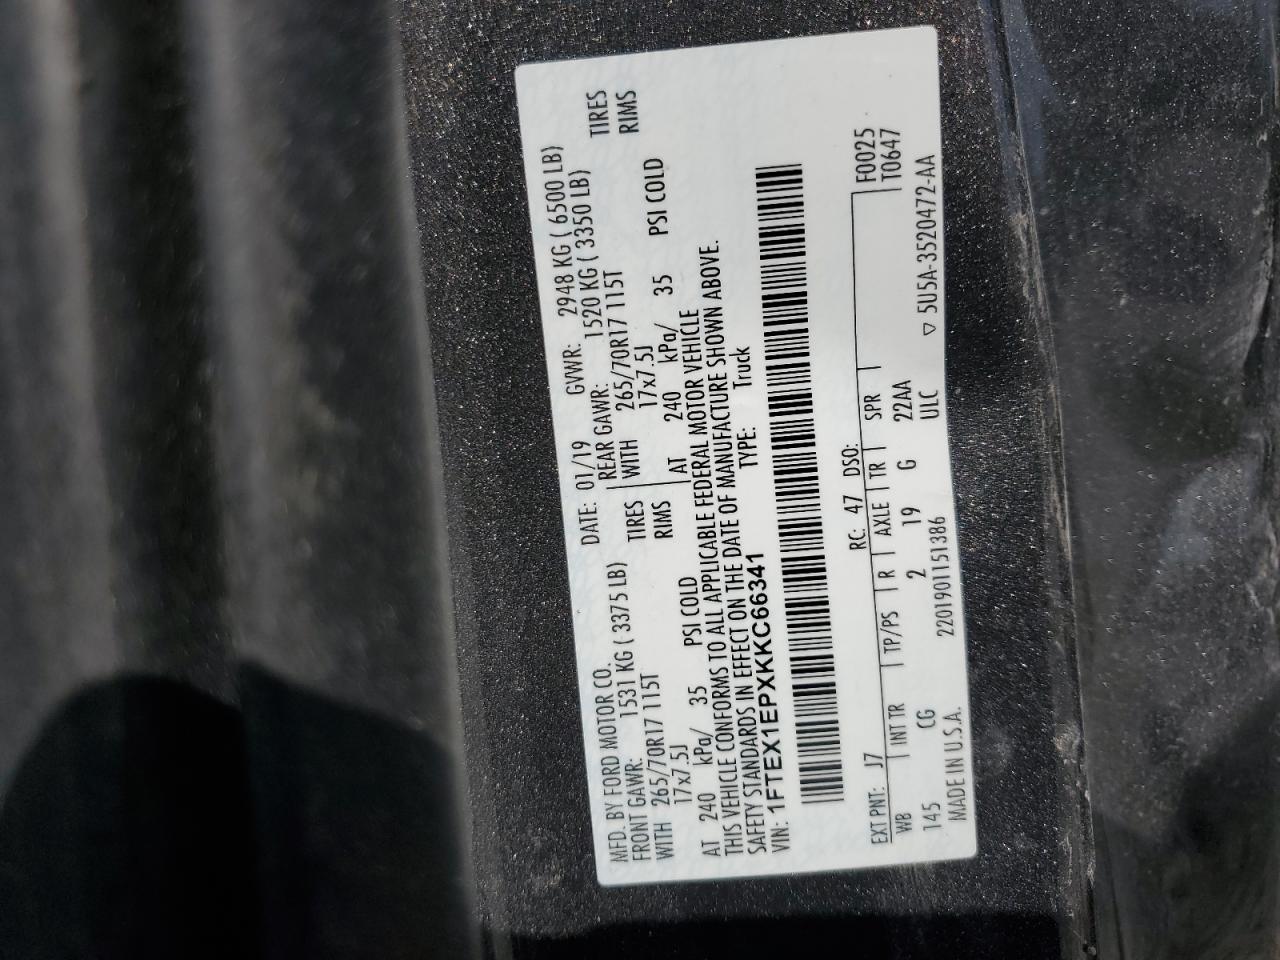 MFD. BY FORD MOTOR CO.
DATE: 01/19 GVWR: 2948 KG ( 6500 LB)
FRONT GAWR: 1531 KG ( 3375 LB) REAR GAWR: 1520 KG ( 3350 LB)
WITH 265/70R17 115T TIRES WITH 265/70R17 115T TIRES
17x7.5J RIMS 17x7.5J RIMS
AT 240 kPa/ 35 PSI COLD AT 240 kPa/ 35 PSI COLD
THIS VEHICLE CONFORMS TO ALL APPLICABLE FEDERAL MOTOR VEHICLE
SAFETY STANDARDS IN EFFECT ON THE DATE OF MANUFACTURE SHOWN ABOVE.
VIN: 1FTEX1EPXKKC66341 TYPE: Truck
EXT PNT: J7 RC: 47 DSO: F0025
WB INT TR TP/PS R AXLE TR SPR T0647
145 CG 2 19 G 22AA
MADE IN U.S.A. 2201901151386 ULC ▽ 5U5A-3520472-AA